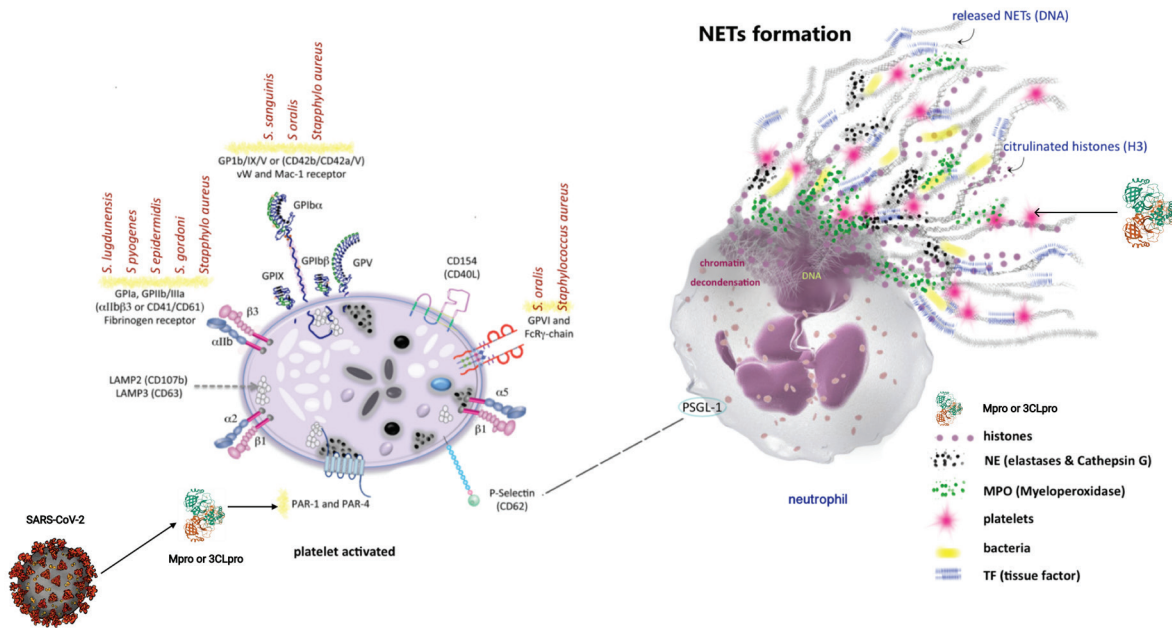 NETs formation
released NETs (DNA)
citrulinated histones (H3)
chromatin
decondensation
DNA
PSGL-1
neutrophil
S. sanguinis
S oralis
Stapphylo aureus
GP1b/IX/V or (CD42b/CD42a/V)
vW and Mac-1 receptor
S. lugdunensis
S pyogenes
S epidermidis
S. gordoni
Stapphylo aureus
GPIa, GPIIb/IIIa
(αIIbβ3 or CD41/CD61)
Fibrinogen receptor
GPIbα
GPIX
GPIbβ
GPV
CD154
(CD40L)
S. oralis
Staphyloccccus aureus
GPVI and
FcRγ-chain
β3
αIIb
LAMP2 (CD107b)
LAMP3 (CD63)
α2
β1
α5
β1
P-Selectin
(CD62)
PAR-1 and PAR-4
platelet activated
SARS-CoV-2
Mpro or 3CLpro
Mpro or 3CLpro
histones
NE (elastases & Cathepsin G)
MPO (Myeloperoxidase)
platelets
bacteria
TF (tissue factor)